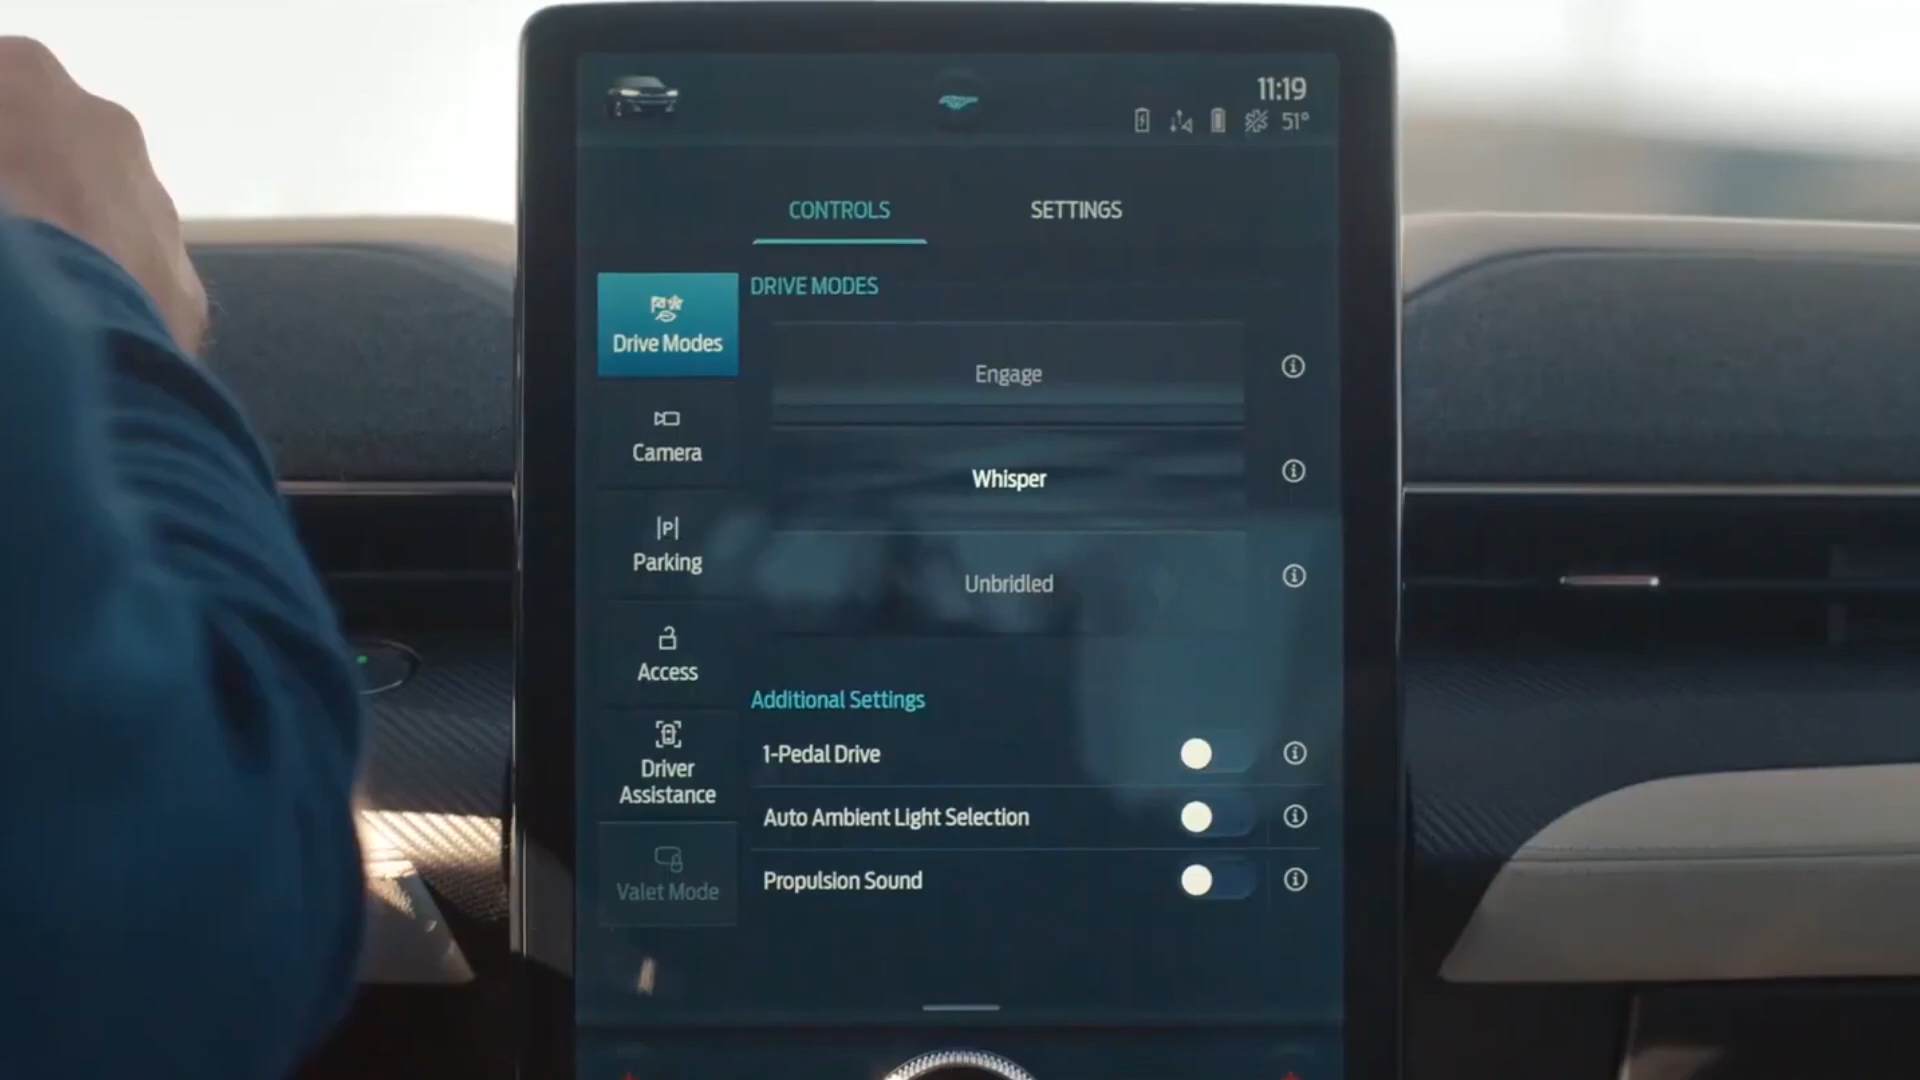 11:19
51°
CONTROLS
SETTINGS
DRIVE MODES
Drive Modes
Engage
Camera
Whisper
P
Parking
Unbridled
Access
Additional Settings
Driver
Assistance
1-Pedal Drive
Auto Ambient Light Selection
Valet Mode
Propulsion Sound